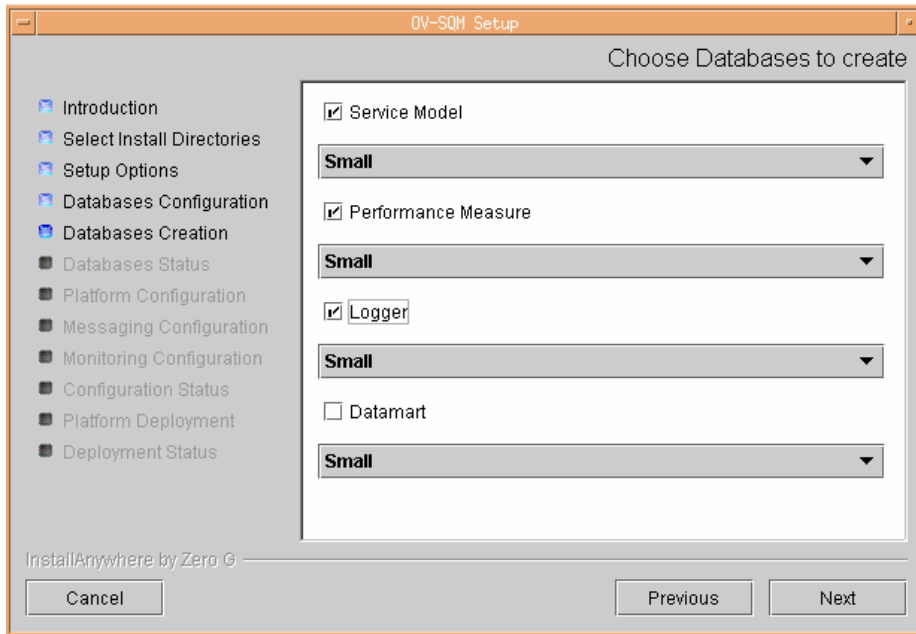 OV-SQM Setup
Choose Databases to create
Introduction
Select Install Directories
Setup Options
Databases Configuration
Databases Creation
Databases Status
Platform Configuration
Messaging Configuration
Monitoring Configuration
Configuration Status
Platform Deployment
Deployment Status
Service Model
Small
Performance Measure
Small
Logger
Small
Datamart
Small
InstallAnywhere by Zero G
Cancel
Previous
Next